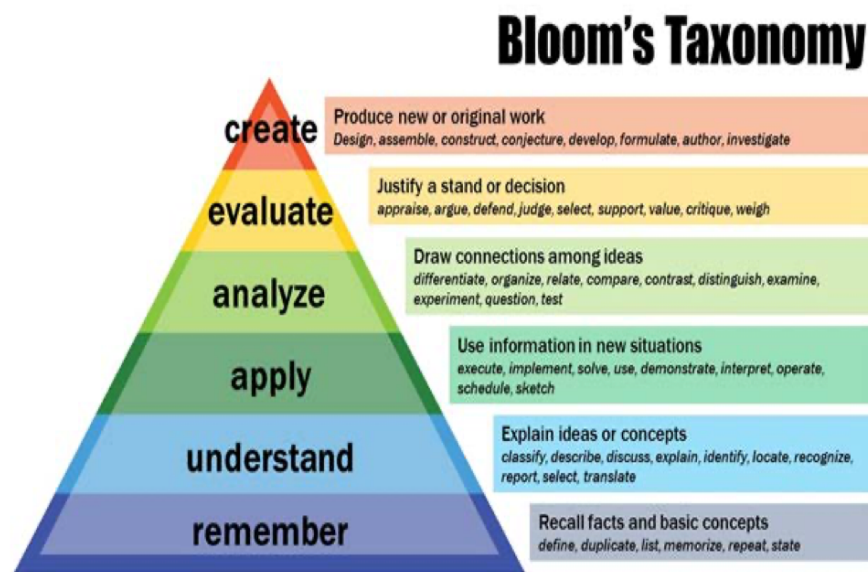 Bloom's Taxonomy
create
Produce new or original work
Design, assemble, construct, conjecture, develop, formulate, author, investigate
evaluate
Justify a stand or decision
appraise, argue, defend, judge, select, support, value, critique, weigh
analyze
Draw connections among ideas
differentiate, organize, relate, compare, contrast, distinguish, examine,
experiment, question, test
apply
Use information in new situations
execute, implement, solve, use, demonstrate, interpret, operate,
schedule, sketch
understand
Explain ideas or concepts
classify, describe, discuss, explain, identify, locate, recognize,
report, select, translate
remember
Recall facts and basic concepts
define, duplicate, list, memorize, repeat, state